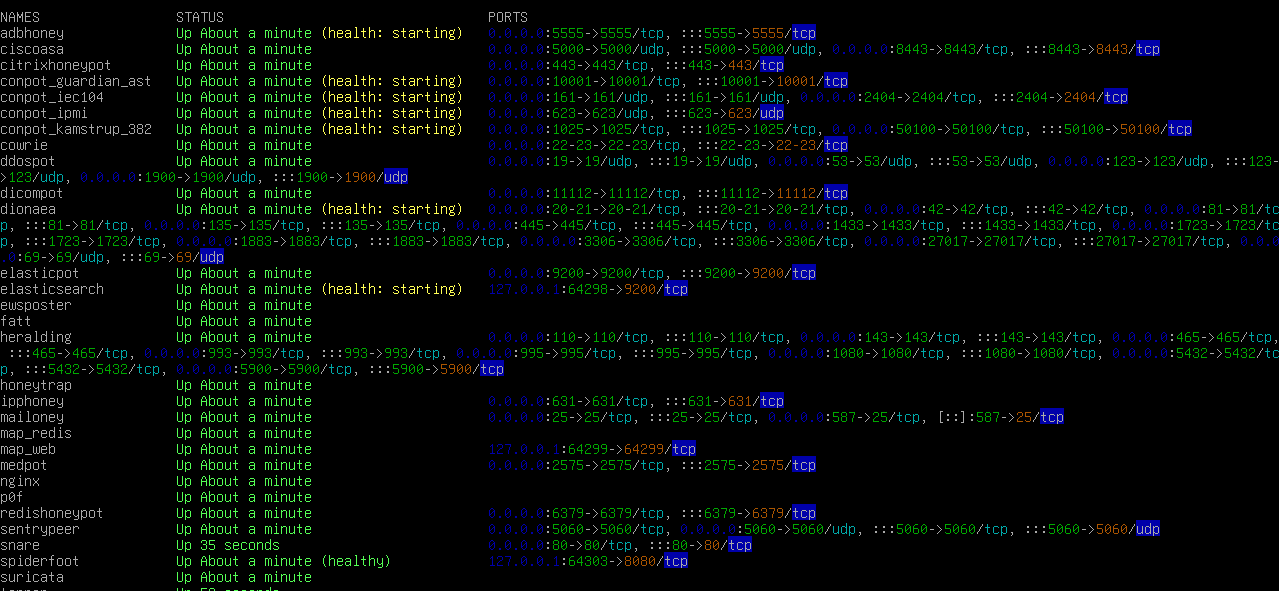 NAMES STATUS PORTS
adbhoney Up About a minute (health: starting) 0.0.0.0:5555->5555/tcp, :::5555->5555/tcp
ciscoasa Up About a minute 0.0.0.0:5000->5000/udp, :::5000->5000/udp, 0.0.0.0:8443->8443/tcp, :::8443->8443/tcp
citrixhoneypot Up About a minute 0.0.0.0:443->443/tcp, :::443->443/tcp
conpot_guardian_ast Up About a minute (health: starting) 0.0.0.0:10001->10001/tcp, :::10001->10001/tcp
conpot_iec104 Up About a minute (health: starting) 0.0.0.0:161->161/udp, :::161->161/udp, 0.0.0.0:2404->2404/tcp, :::2404->2404/tcp
conpot_ipmi Up About a minute (health: starting) 0.0.0.0:623->623/udp, :::623->623/udp
conpot_kamstrup_382 Up About a minute (health: starting) 0.0.0.0:1025->1025/tcp, :::1025->1025/tcp, 0.0.0.0:50100->50100/tcp, :::50100->50100/tcp
cowrie Up About a minute 0.0.0.0:22-23->22-23/tcp, :::22-23->22-23/tcp
ddospot Up About a minute 0.0.0.0:19->19/udp, :::19->19/udp, 0.0.0.0:53->53/udp, :::53->53/udp, 0.0.0.0:123->123/udp, :::123-
>123/udp, 0.0.0.0:1900->1900/udp, :::1900->1900/udp
dicompot Up About a minute 0.0.0.0:11112->11112/tcp, :::11112->11112/tcp
dionaea Up About a minute (health: starting) 0.0.0.0:20-21->20-21/tcp, :::20-21->20-21/tcp, 0.0.0.0:42->42/tcp, :::42->42/tcp, 0.0.0.0:81->81/tc
p, :::81->81/tcp, 0.0.0.0:135->135/tcp, :::135->135/tcp, 0.0.0.0:445->445/tcp, :::445->445/tcp, 0.0.0.0:1433->1433/tcp, :::1433->1433/tcp, 0.0.0.0:1723->1723/tc
p, :::1723->1723/tcp, 0.0.0.0:1883->1883/tcp, :::1883->1883/tcp, 0.0.0.0:3306->3306/tcp, :::3306->3306/tcp, 0.0.0.0:27017->27017/tcp, :::27017->27017/tcp, 0.0.0
.0:69->69/udp, :::69->69/udp
elasticpot Up About a minute 0.0.0.0:9200->9200/tcp, :::9200->9200/tcp
elasticsearch Up About a minute (health: starting) 127.0.0.1:64298->9200/tcp
ewsposter Up About a minute
fatt Up About a minute
heralding Up About a minute 0.0.0.0:110->110/tcp, :::110->110/tcp, 0.0.0.0:143->143/tcp, :::143->143/tcp, 0.0.0.0:465->465/tcp,
:::465->465/tcp, 0.0.0.0:993->993/tcp, :::993->993/tcp, 0.0.0.0:995->995/tcp, :::995->995/tcp, 0.0.0.0:1080->1080/tcp, :::1080->1080/tcp, 0.0.0.0:5432->5432/tc
p, :::5432->5432/tcp, 0.0.0.0:5900->5900/tcp, :::5900->5900/tcp
honeytrap Up About a minute
ipphoney Up About a minute 0.0.0.0:631->631/tcp, :::631->631/tcp
mailoney Up About a minute 0.0.0.0:25->25/tcp, :::25->25/tcp, 0.0.0.0:587->25/tcp, [::]:587->25/tcp
map_redis Up About a minute
map_web Up About a minute 127.0.0.1:64299->64299/tcp
medpot Up About a minute 0.0.0.0:2575->2575/tcp, :::2575->2575/tcp
nginx Up About a minute
p0f Up About a minute
redishoneypot Up About a minute 0.0.0.0:6379->6379/tcp, :::6379->6379/tcp
sentrypeer Up About a minute 0.0.0.0:5060->5060/tcp, 0.0.0.0:5060->5060/udp, :::5060->5060/tcp, :::5060->5060/udp
snare Up 35 seconds 0.0.0.0:80->80/tcp, :::80->80/tcp
spiderfoot Up About a minute (healthy) 127.0.0.1:64303->8080/tcp
suricata Up About a minute